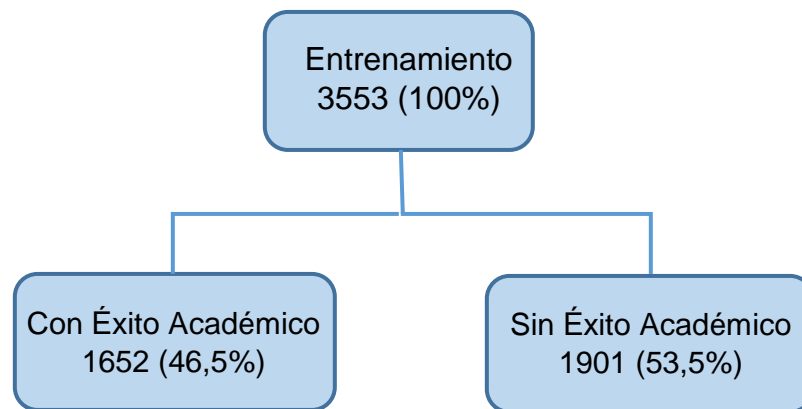 Entrenamiento
3553 (100%)
Con Éxito Académico
1652 (46,5%)
Sin Éxito Académico
1901 (53,5%)